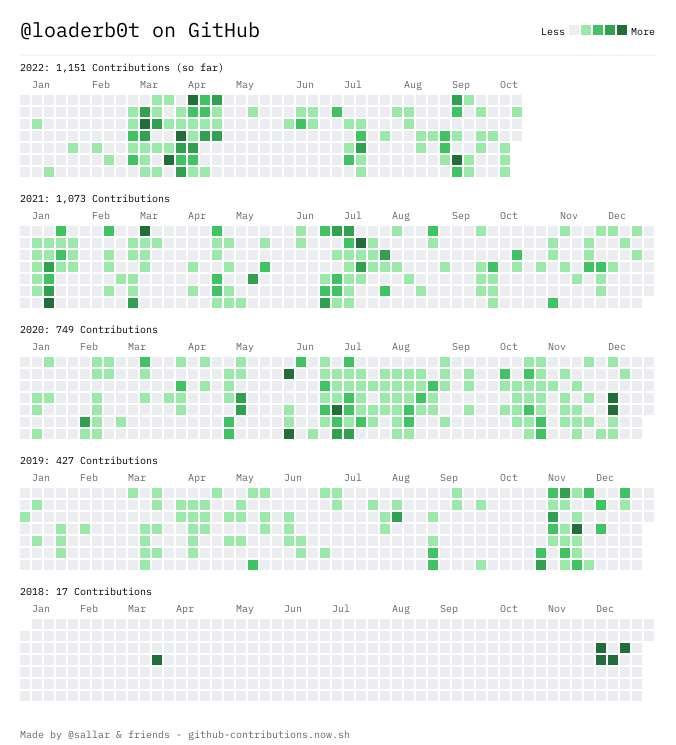 @loaderb0t on GitHub
Less More
2022: 1,151 Contributions (so far)
Jan Feb Mar Apr May Jun Jul Aug Sep Oct
2021: 1,073 Contributions
Jan Feb Mar Apr May Jun Jul Aug Sep Oct Nov Dec
2020: 749 Contributions
Jan Feb Mar Apr May Jun Jul Aug Sep Oct Nov Dec
2019: 427 Contributions
Jan Feb Mar Apr May Jun Jul Aug Sep Oct Nov Dec
2018: 17 Contributions
Jan Feb Mar Apr May Jun Jul Aug Sep Oct Nov Dec
Made by @sallar & friends - github-contributions.now.sh